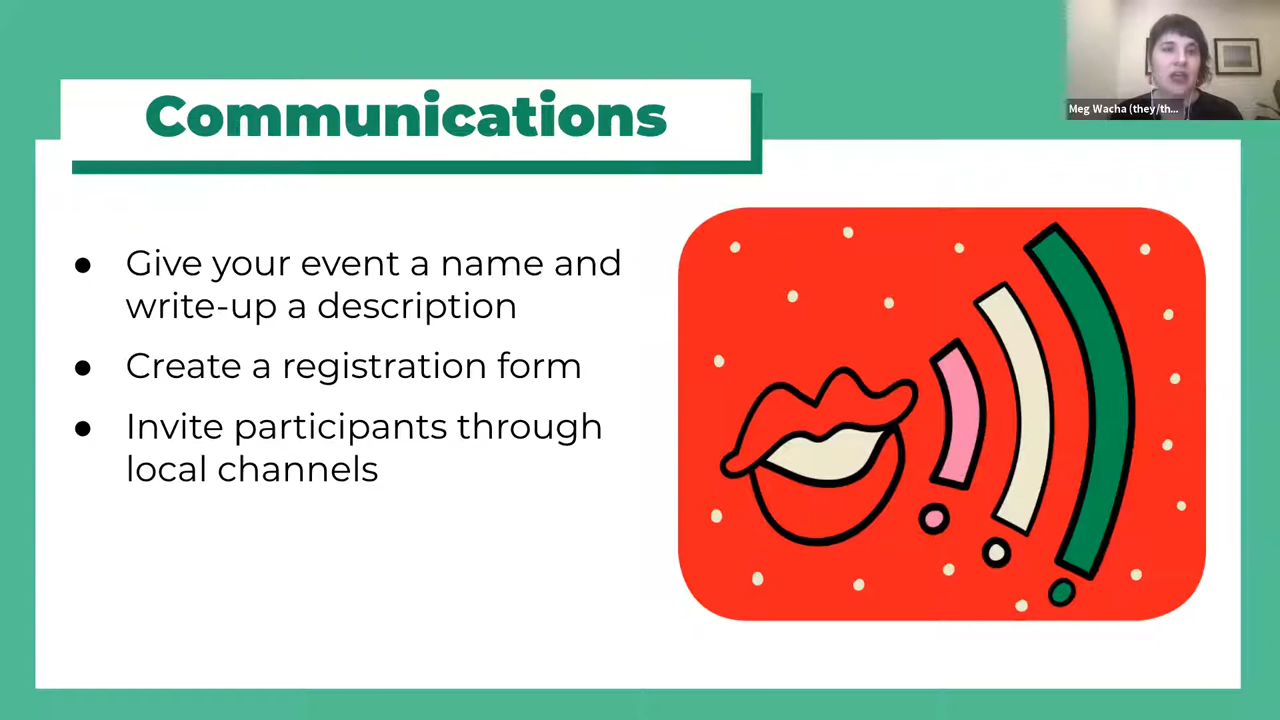 Communications
Meg Wacha (they/th...
● Give your event a name and
write-up a description
● Create a registration form
● Invite participants through
local channels